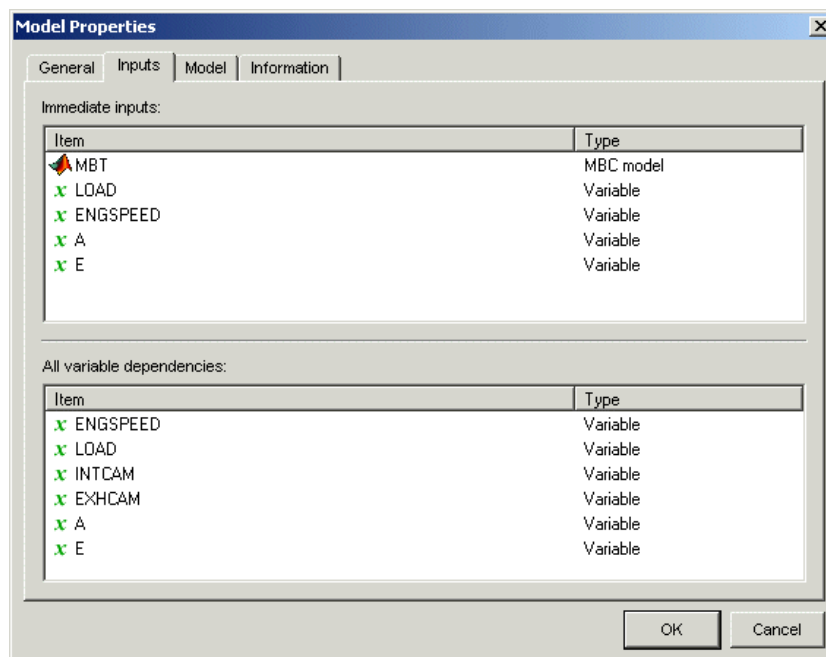 Model Properties
General Inputs Model Information
Immediate inputs:
Item Type
MBT MBC model
x LOAD Variable
x ENGSPEED Variable
x A Variable
x E Variable
All variable dependencies:
Item Type
x ENGSPEED Variable
x LOAD Variable
x INTCAM Variable
x EXHCAM Variable
x A Variable
x E Variable
OK Cancel